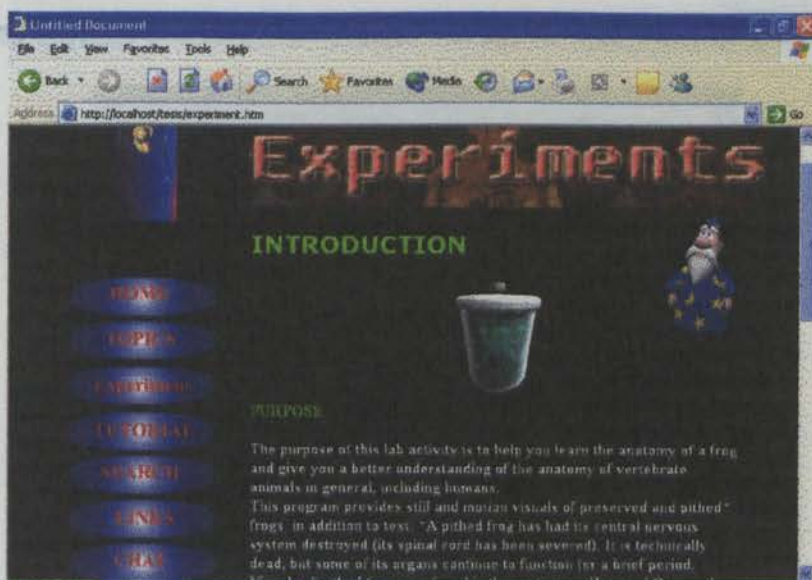 Untitled Document
File Edit View Favorites Tools Help
Back Search Favorites Media
Address http://localhost/tesis/experiment.htm Go
Experiments
INTRODUCTION
HOME
TOPICS
Experiment
TUTORIAL
SEARCH
LINKS
CHAT
PURPOSE
The purpose of this lab activity is to help you learn the anatomy of a frog
and give you a better understanding of the anatomy of vertebrate
animals in general, including humans.
This program provides still and motion visuals of preserved and pithed*
frogs in addition to text. *A pithed frog has had its central nervous
system destroyed (its spinal cord has been severed). It is technically
dead, but some of its organs continue to function for a brief period.